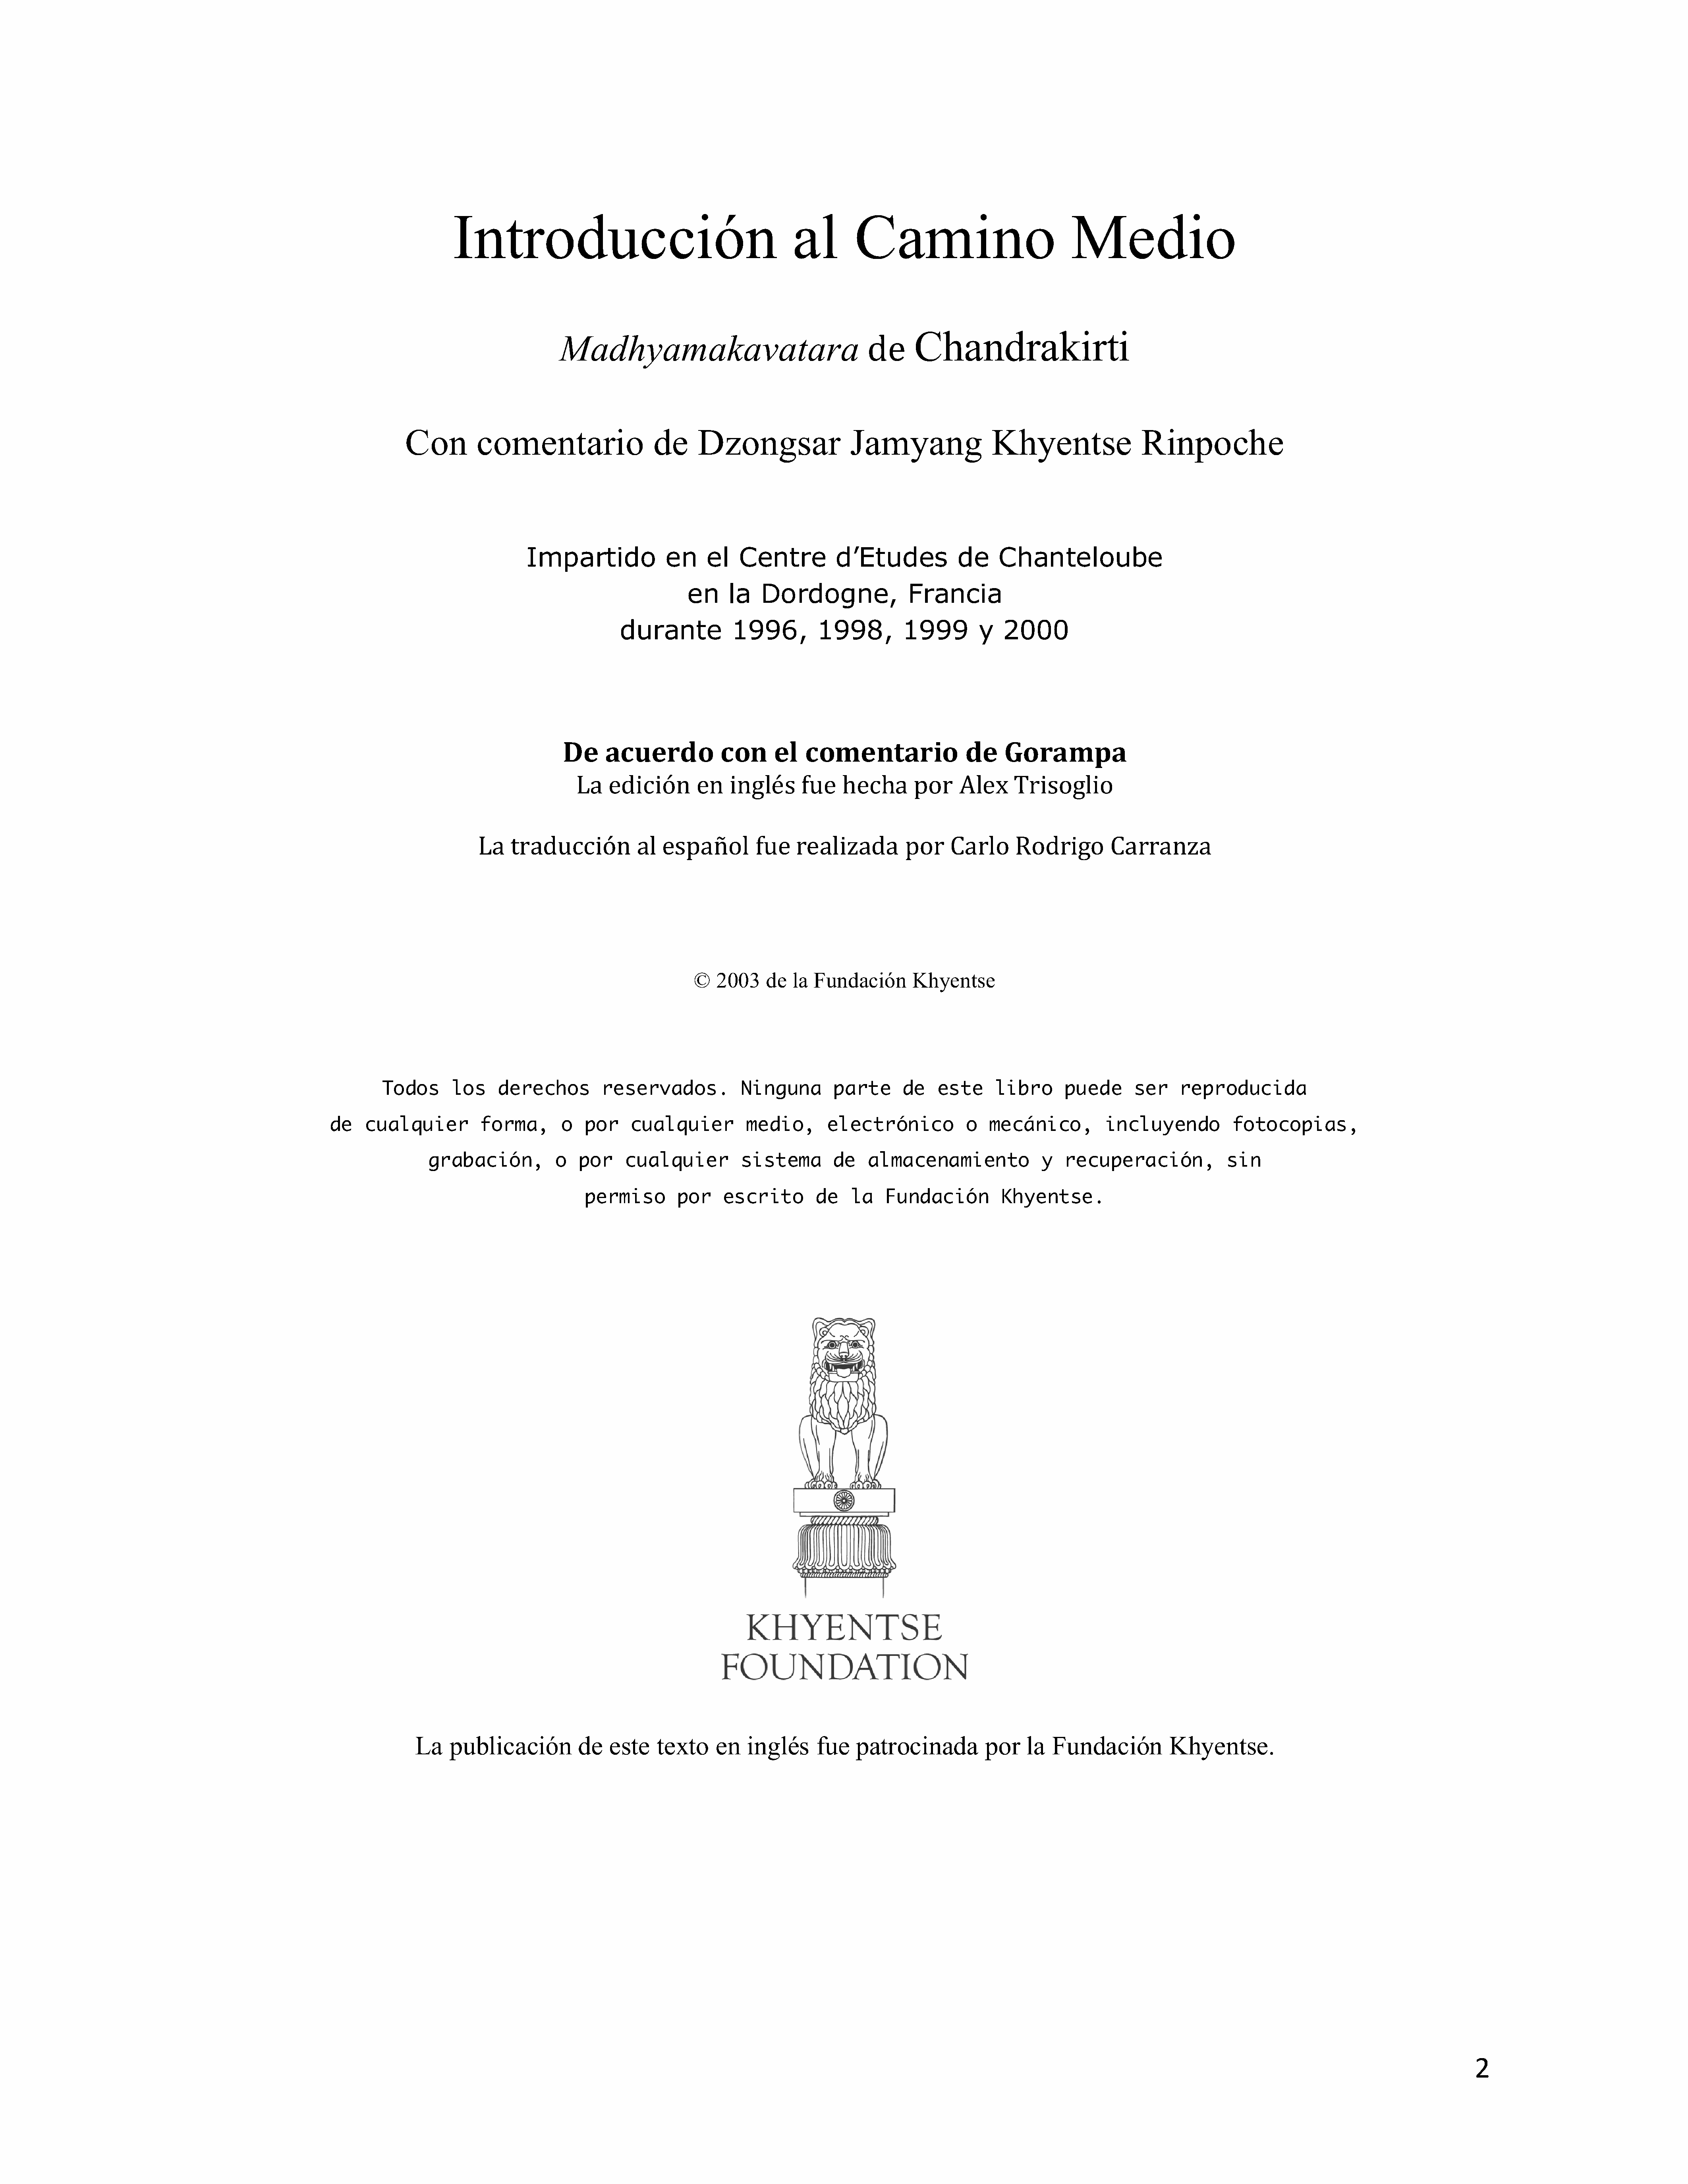 Introducción al Camino Medio
Madhyamakavatara de Chandrakirti
Con comentario de Dzongsar Jamyang Khyentse Rinpoche
Impartido en el Centre d’Etudes de Chanteloube
en la Dordogne, Francia
durante 1996, 1998, 1999 y 2000
De acuerdo con el comentario de Gorampa
La edición en inglés fue hecha por Alex Trisoglio
La traducción al español fue realizada por Carlo Rodrigo Carranza
© 2003 de la Fundación Khyentse
Todos los derechos reservados. Ninguna parte de este libro puede ser reproducida
de cualquier forma, o por cualquier medio, electrónico o mecánico, incluyendo fotocopias,
grabación, o por cualquier sistema de almacenamiento y recuperación, sin
permiso por escrito de la Fundación Khyentse.
KHYENTSE
FOUNDATION
La publicación de este texto en inglés fue patrocinada por la Fundación Khyentse.
2